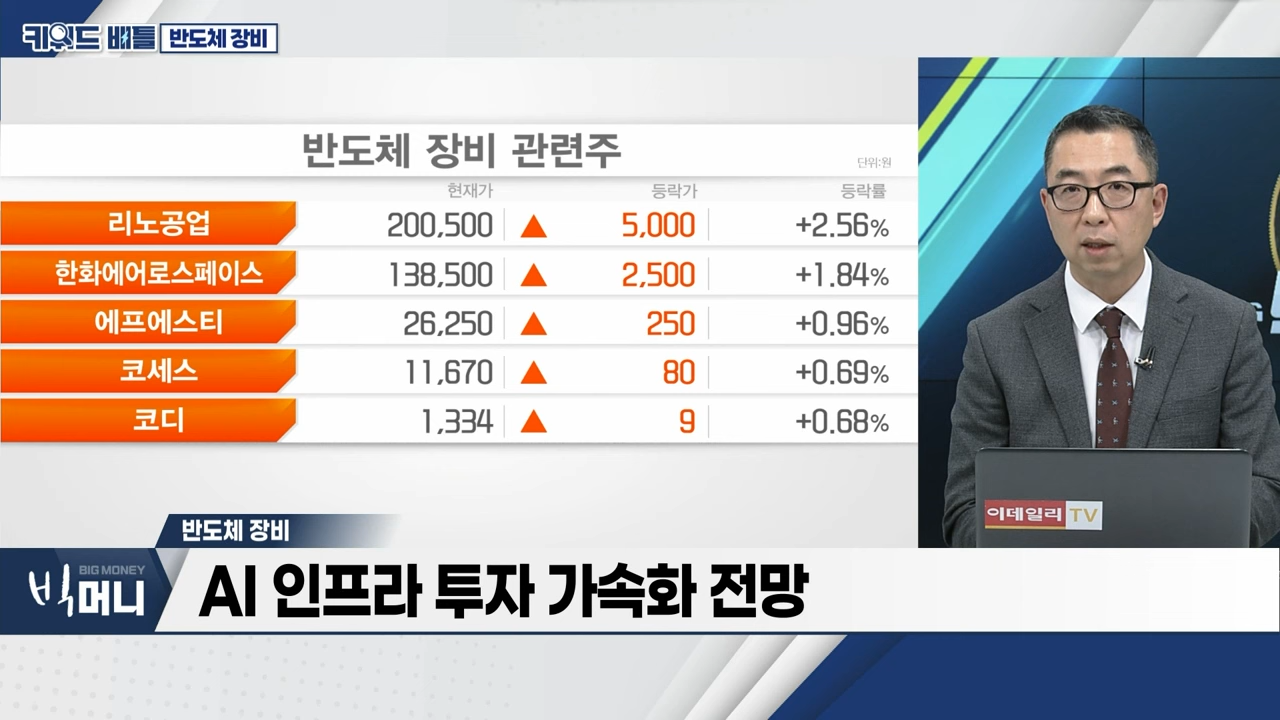 키워드 배틀 반도체 장비
반도체 장비 관련주
단위:원
현재가 등락가 등락률
리노공업 200,500 ▲ 5,000 +2.56%
한화에어로스페이스 138,500 ▲ 2,500 +1.84%
에프에스티 26,250 ▲ 250 +0.96%
코세스 11,670 ▲ 80 +0.69%
코디 1,334 ▲ 9 +0.68%
G
이데일리 TV
반도체 장비
BIG MONEY
빅머니
AI 인프라 투자 가속화 전망